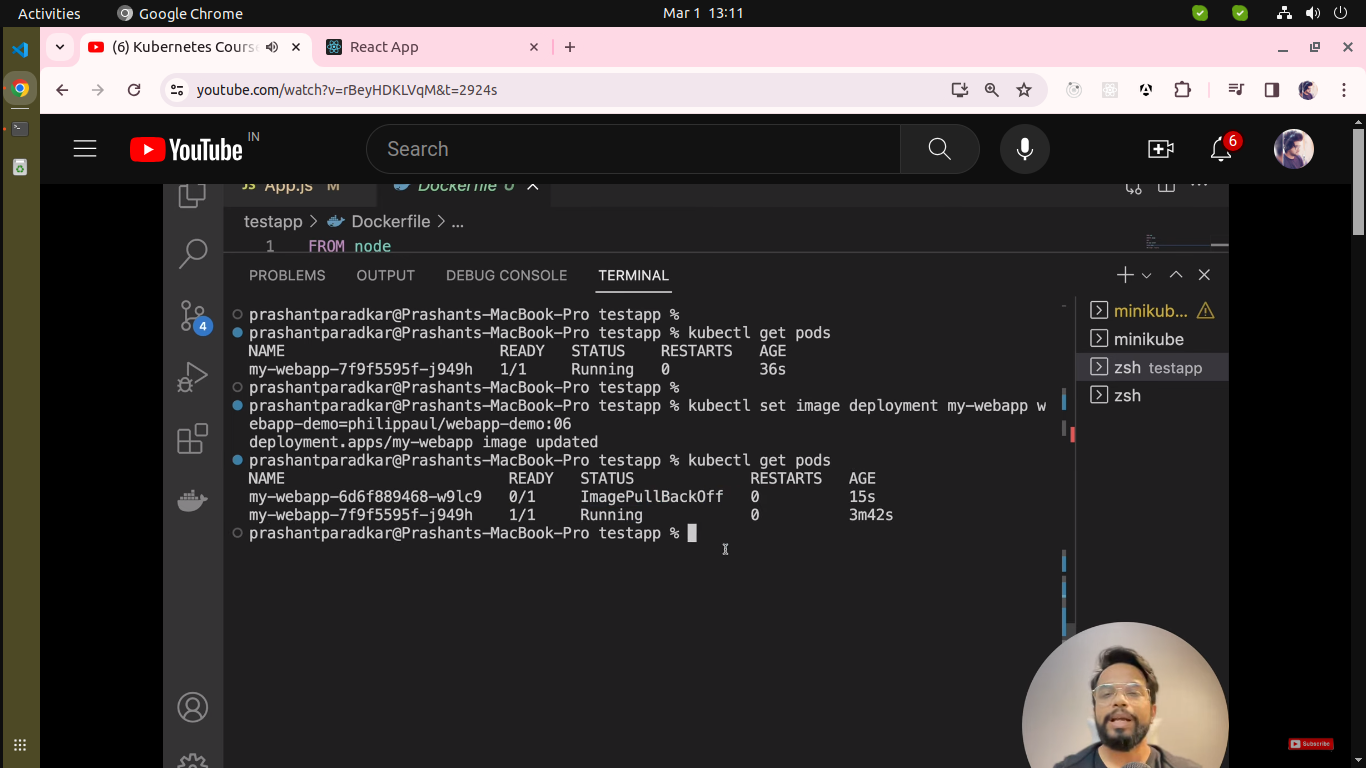 Activities
Google Chrome
Mar 1 13:11
(6) Kubernetes Cours
React App
youtube.com/watch?v=rBeyHDKLVqM&t=2924s
YouTube IN
Search
6
App.js M
Dockerfile U
testapp > Dockerfile > ...
1 FROM node
PROBLEMS OUTPUT DEBUG CONSOLE TERMINAL
prashantparadkar@Prashants-MacBook-Pro testapp %
prashantparadkar@Prashants-MacBook-Pro testapp % kubectl get pods
NAME READY STATUS RESTARTS AGE
my-webapp-7f9f5595f-j949h 1/1 Running 0 36s
prashantparadkar@Prashants-MacBook-Pro testapp %
prashantparadkar@Prashants-MacBook-Pro testapp % kubectl set image deployment my-webapp w
ebapp-demo=philippaul/webapp-demo:06
deployment.apps/my-webapp image updated
prashantparadkar@Prashants-MacBook-Pro testapp % kubectl get pods
NAME READY STATUS RESTARTS AGE
my-webapp-6d6f889468-w9lc9 0/1 ImagePullBackOff 0 15s
my-webapp-7f9f5595f-j949h 1/1 Running 0 3m42s
prashantparadkar@Prashants-MacBook-Pro testapp %
minikub...
minikube
zsh testapp
zsh
4
Subscribe